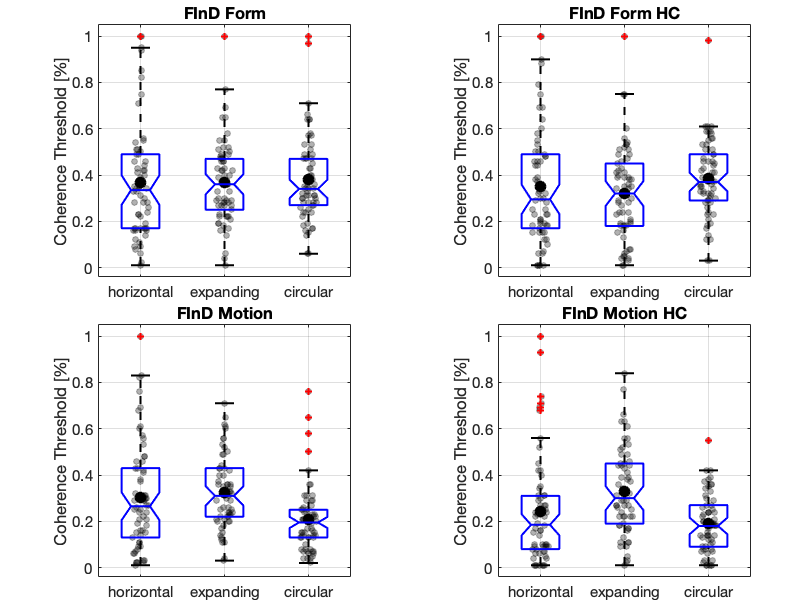 FInD Form
Coherence Threshold [%]
1
0.8
0.6
0.4
0.2
0
horizontal expanding circular
FInD Form HC
Coherence Threshold [%]
1
0.8
0.6
0.4
0.2
0
horizontal expanding circular
FInD Motion
Coherence Threshold [%]
1
0.8
0.6
0.4
0.2
0
horizontal expanding circular
FInD Motion HC
Coherence Threshold [%]
1
0.8
0.6
0.4
0.2
0
horizontal expanding circular